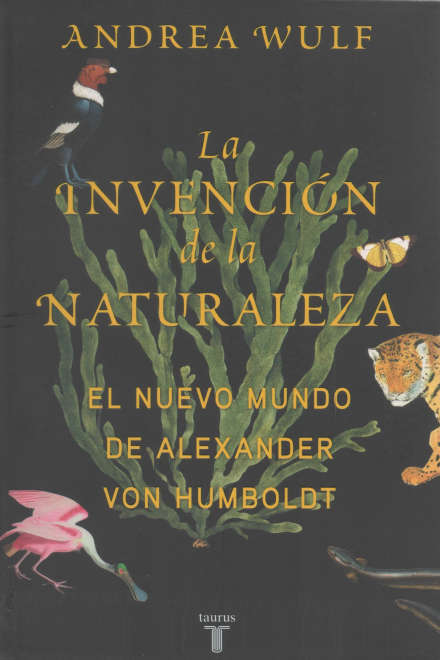 ANDREA WULF
La
INVENCIÓN
de la
NATURALEZA
EL NUEVO MUNDO
DE ALEXANDER
VON HUMBOLDT
taurus
T